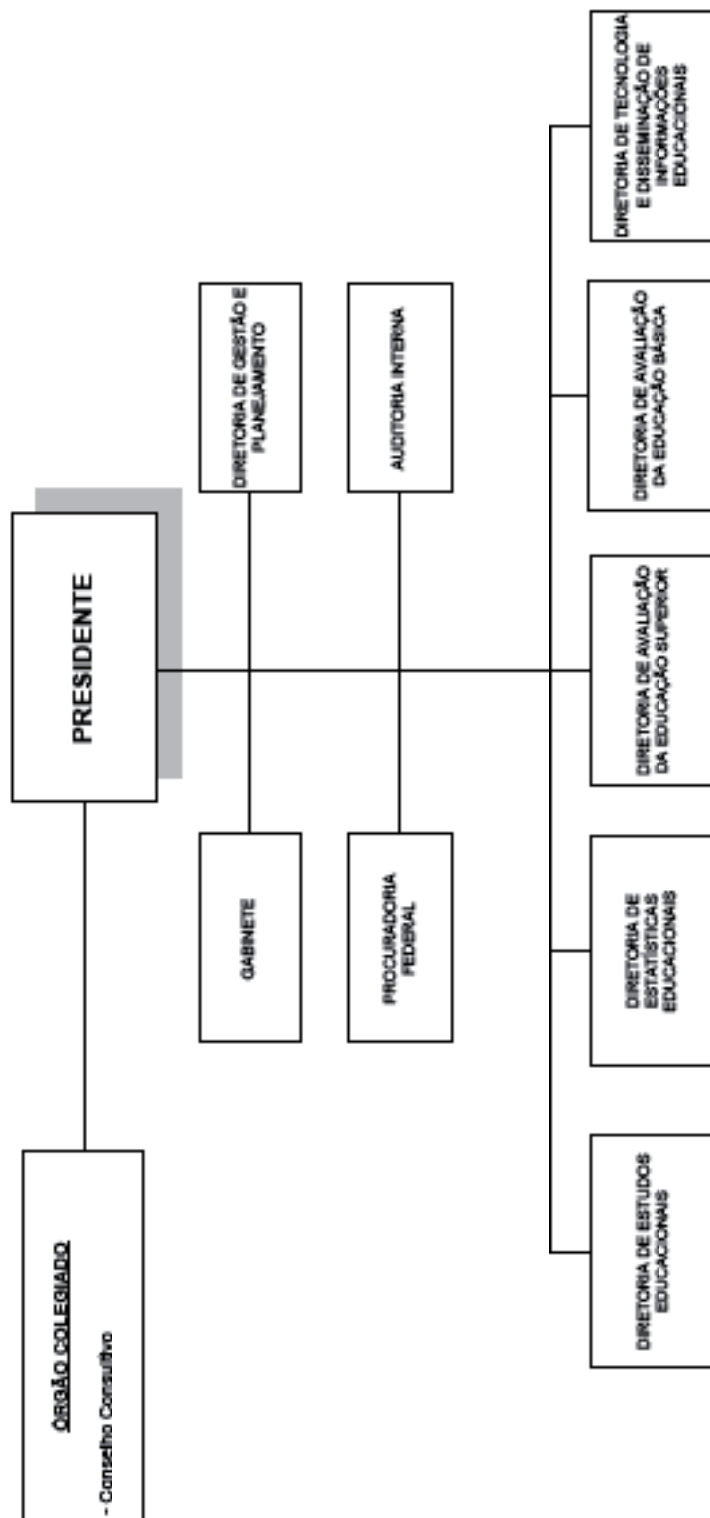 ÓRGÃO COLEGIADO
- Conselho Consultivo
PRESIDENTE
GABINETE
DIRETORIA DE GESTÃO E
PLANEJAMENTO
PROCURADORIA
FEDERAL
AUDITORIA INTERNA
DIRETORIA DE ESTUDOS
EDUCACIONAIS
DIRETORIA DE
ESTATÍSTICAS
EDUCACIONAIS
DIRETORIA DE AVALIAÇÃO
DA EDUCAÇÃO SUPERIOR
DIRETORIA DE AVALIAÇÃO
DA EDUCAÇÃO BÁSICA
DIRETORIA DE TECNOLOGIA
E DISSEMINAÇÃO DE
INFORMAÇÕES
EDUCACIONAIS